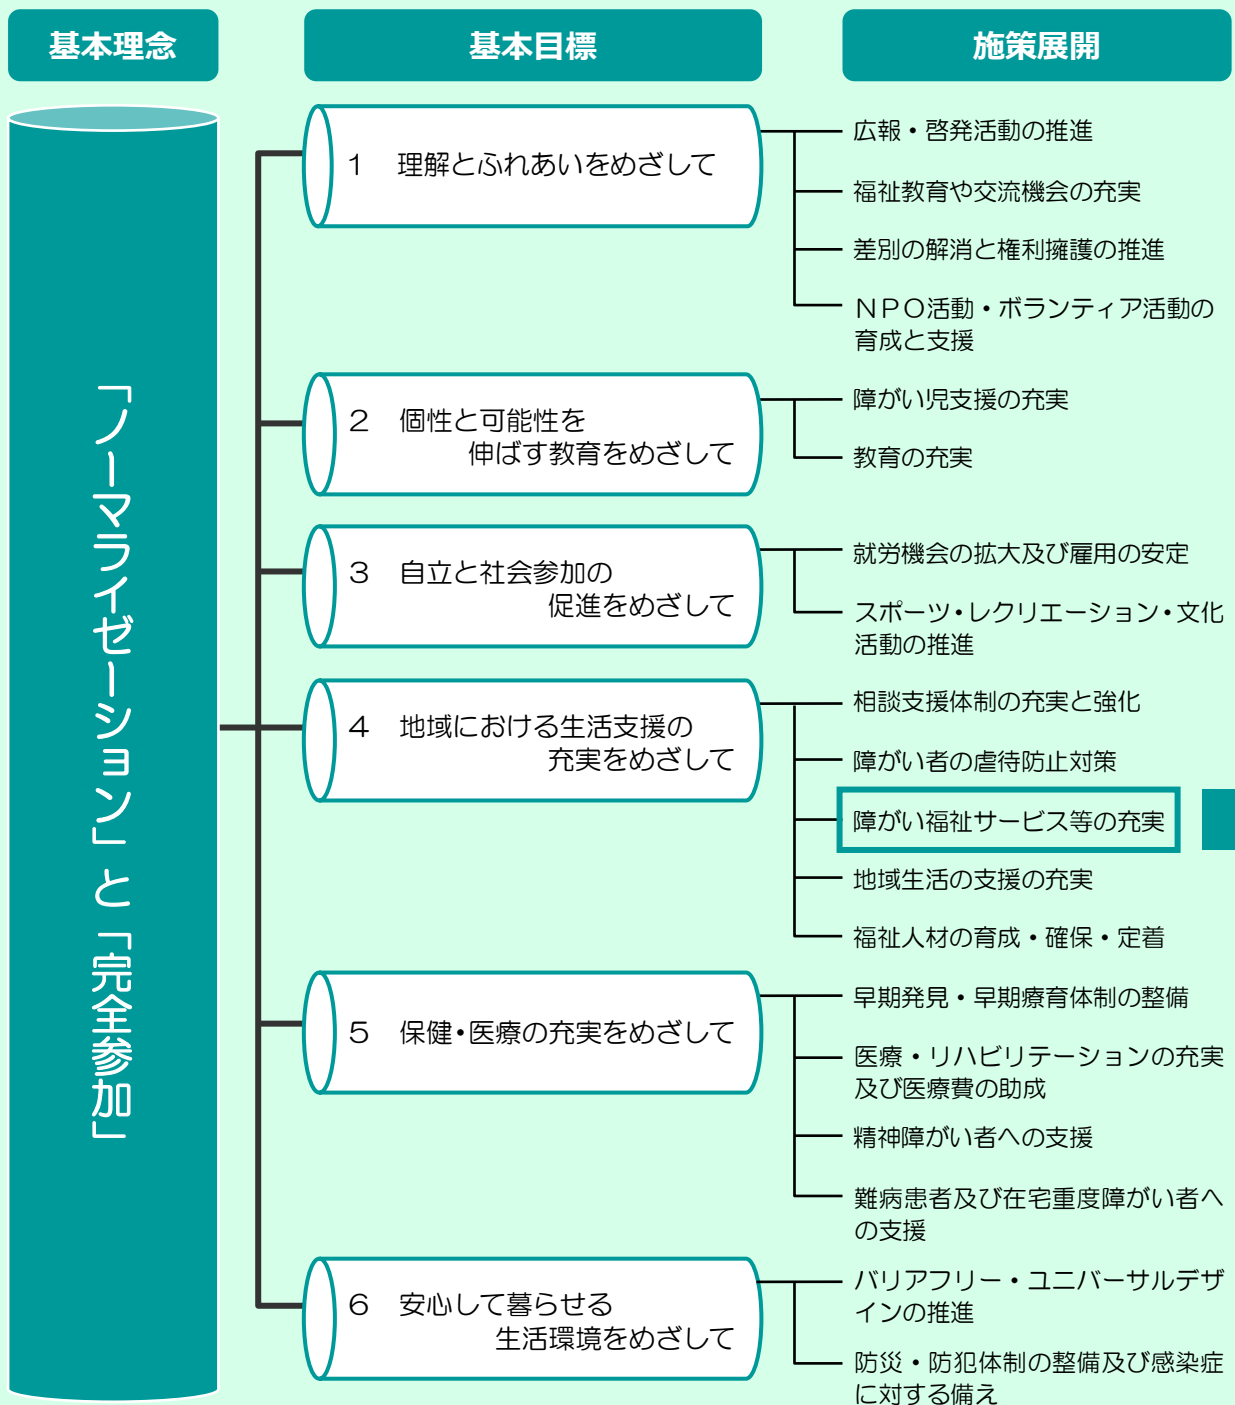 基本理念
基本目標
施策展開
「ノーマライゼーション」と「完全参加」
1 理解とふれあいをめざして
広報・啓発活動の推進
福祉教育や交流機会の充実
差別の解消と権利擁護の推進
NPO活動・ボランティア活動の
育成と支援
2 個性と可能性を
伸ばす教育をめざして
障がい児支援の充実
教育の充実
3 自立と社会参加の
促進をめざして
就労機会の拡大及び雇用の安定
スポーツ・レクリエーション・文化
活動の推進
4 地域における生活支援の
充実をめざして
相談支援体制の充実と強化
障がい者の虐待防止対策
障がい福祉サービス等の充実
地域生活の支援の充実
福祉人材の育成・確保・定着
5 保健・医療の充実をめざして
早期発見・早期療育体制の整備
医療・リハビリテーションの充実
及び医療費の助成
精神障がい者への支援
難病患者及び在宅重度障がい者へ
の支援
6 安心して暮らせる
生活環境をめざして
バリアフリー・ユニバーサルデザ
インの推進
防災・防犯体制の整備及び感染症
に対する備え